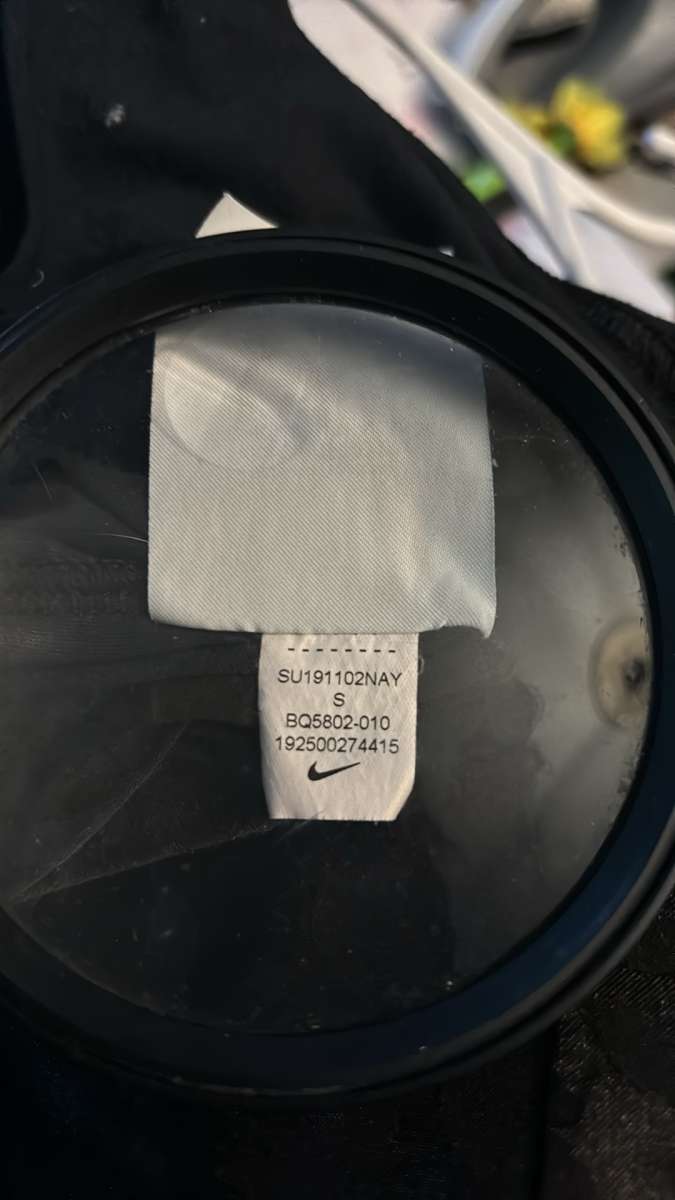 --------
SU191102NAY
S
BQ5802-010
192500274415